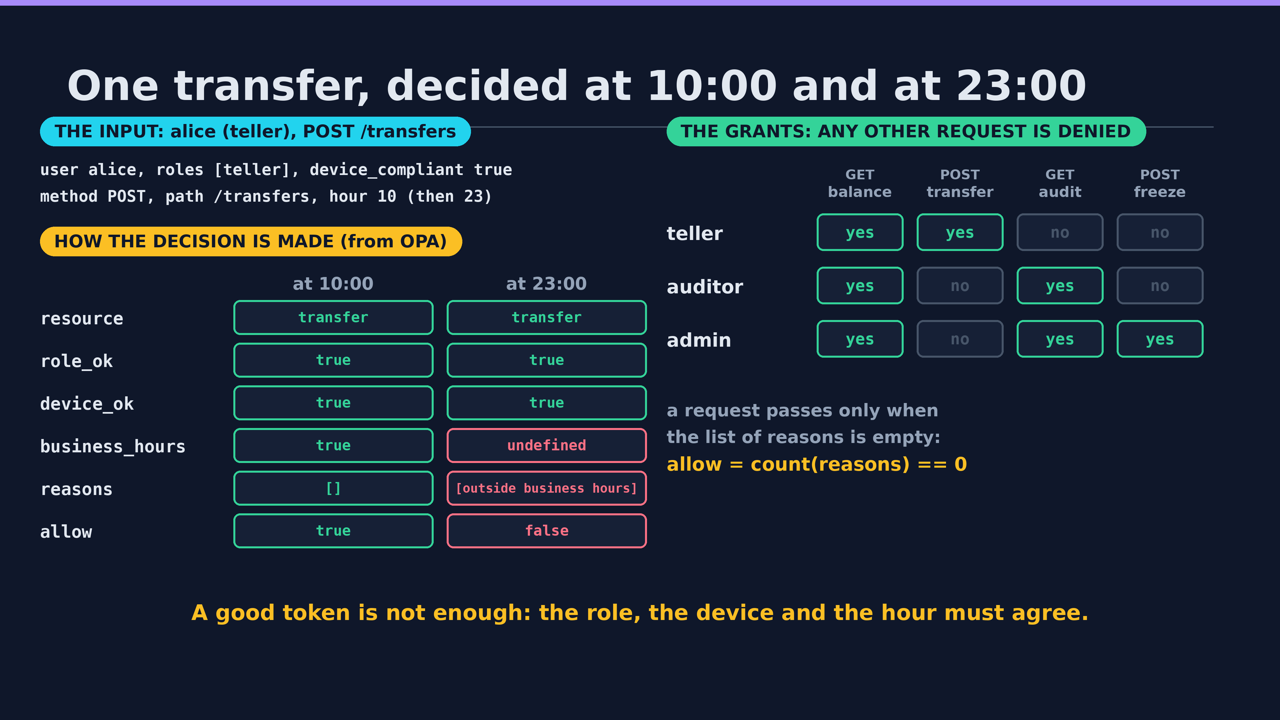 One transfer, decided at 10:00 and at 23:00
THE INPUT: alice (teller), POST /transfers
user alice, roles [teller], device_compliant true
method POST, path /transfers, hour 10 (then 23)
HOW THE DECISION IS MADE (from OPA)
at 10:00 at 23:00
resource transfer transfer
role_ok true true
device_ok true true
business_hours true undefined
reasons [] [outside business hours]
allow true false
THE GRANTS: ANY OTHER REQUEST IS DENIED
GET POST GET POST
balance transfer audit freeze
teller yes yes no no
auditor yes no yes no
admin yes no yes yes
a request passes only when
the list of reasons is empty:
allow = count(reasons) == 0
A good token is not enough: the role, the device and the hour must agree.